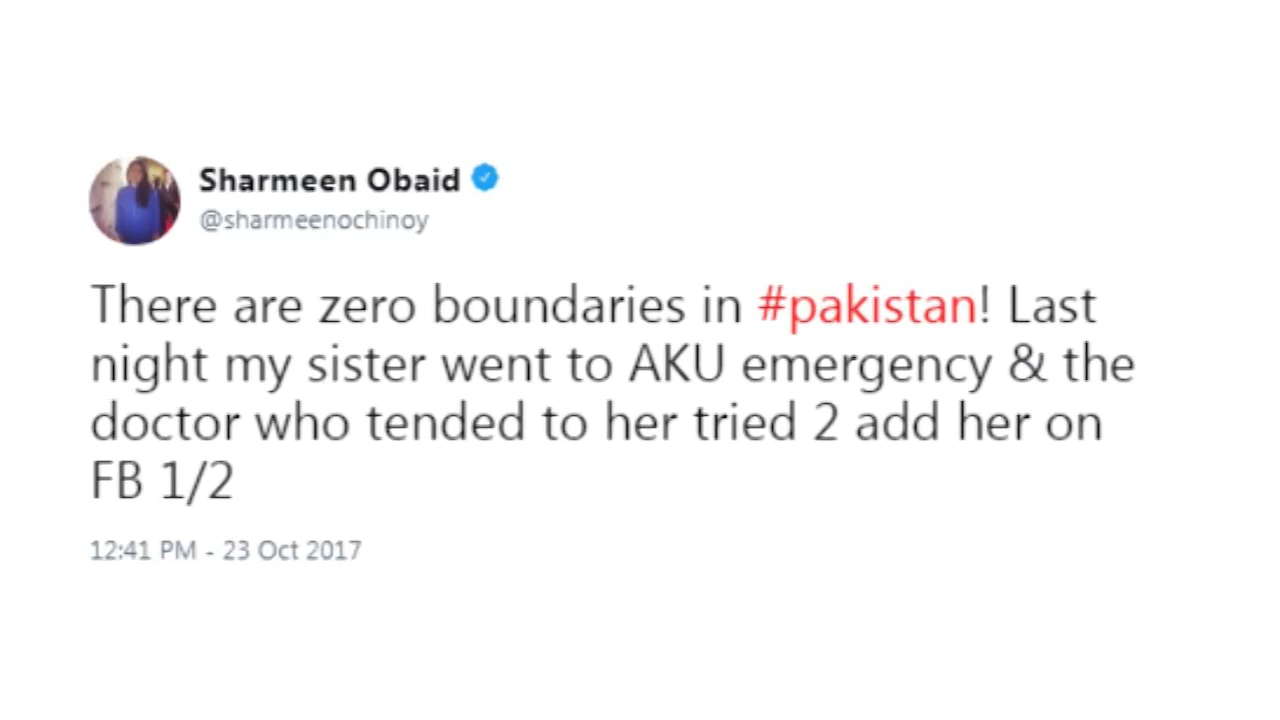 Sharmeen Obaid
@sharmeenochinoy
There are zero boundaries in #pakistan! Last
night my sister went to AKU emergency & the
doctor who tended to her tried 2 add her on
FB 1/2
12:41 PM - 23 Oct 2017